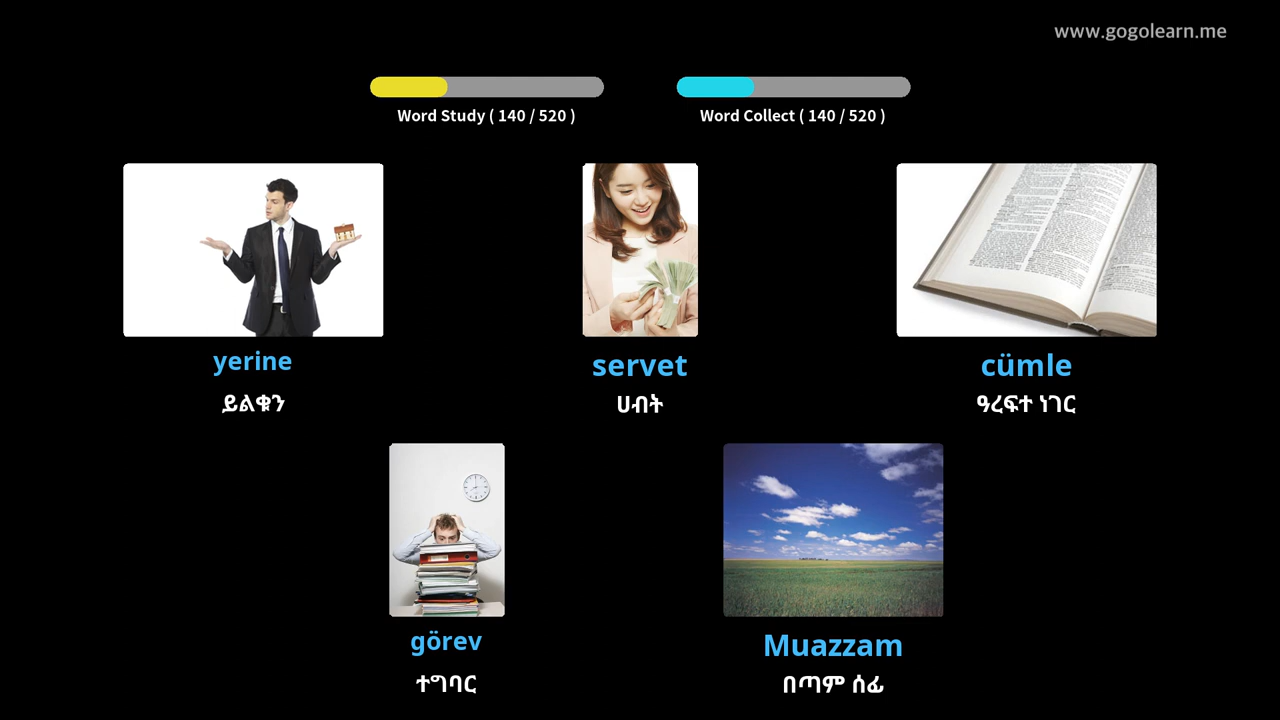 www.gogolearn.me
Word Study ( 140 / 520 )
Word Collect ( 140 / 520 )
yerine
servet
cümle
ይልቁን
ሀብት
ዓረፍተ ነገር
görev
Muazzam
ተግባር
በጣም ሰፊ